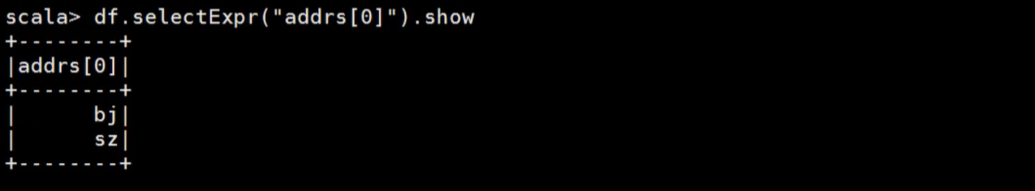 scala> df.selectExpr("addrs[0]").show
+--------+
|addrs[0]|
+--------+
|      bj|
|      sz|
+--------+